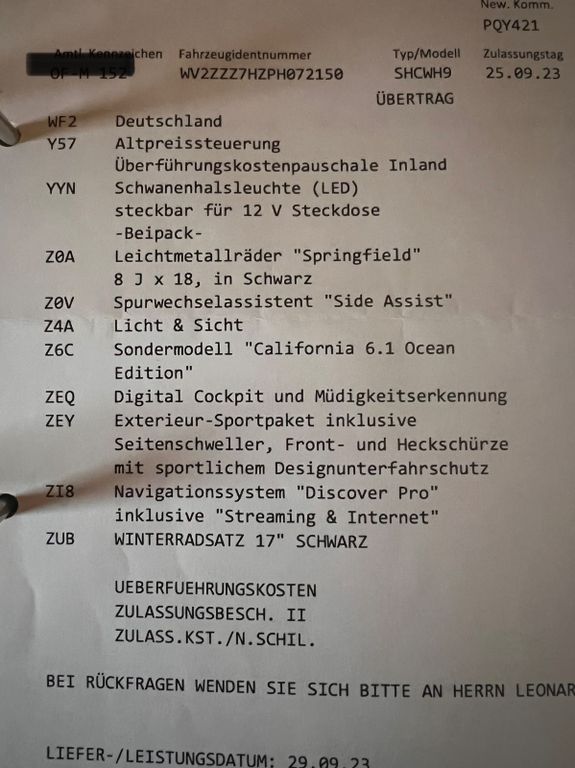 New. Komm.
PQY421
Amtl. Kennzeichen Fahrzeugidentnummer Typ/Modell Zulassungstag
WV2ZZZ7HZPH072150 SHCWH9 25.09.23
ÜBERTRAG
WF2 Deutschland
Y57 Altpreissteuerung
Überführungskostenpauschale Inland
YYN Schwanenhalsleuchte (LED)
steckbar für 12 V Steckdose
-Beipack-
Z0A Leichtmetallräder "Springfield"
8 J x 18, in Schwarz
Z0V Spurwechselassistent "Side Assist"
Z4A Licht & Sicht
Z6C Sondermodell "California 6.1 Ocean
Edition"
ZEQ Digital Cockpit und Müdigkeitserkennung
ZEY Exterieur-Sportpaket inklusive
Seitenschweller, Front- und Heckschürze
mit sportlichem Designunterfahrschutz
ZI8 Navigationssystem "Discover Pro"
inklusive "Streaming & Internet"
ZUB WINTERRADSATZ 17" SCHWARZ
UEBERFUEHRUNGSKOSTEN
ZULASSUNGSBESCH. II
ZULASS.KST./N.SCHIL.
BEI RÜCKFRAGEN WENDEN SIE SICH BITTE AN HERRN LEONAR
LIEFER-/LEISTUNGSDATUM: 29.09.23